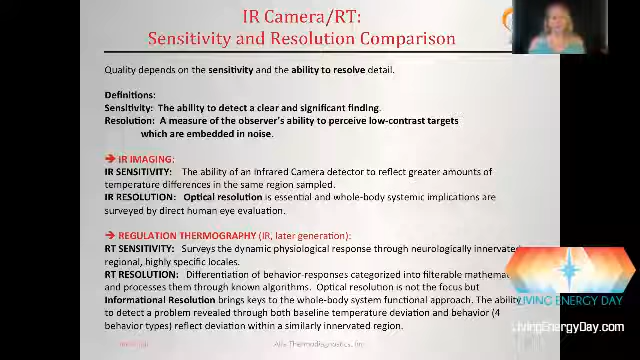 IR Camera/RT:
Sensitivity and Resolution Comparison
Quality depends on the sensitivity and the ability to resolve detail.
Definitions:
Sensitivity: The ability to detect a clear and significant finding.
Resolution: A measure of the observer's ability to perceive low-contrast targets
which are embedded in noise.
➔ IR IMAGING:
IR SENSITIVITY: The ability of an Infrared Camera detector to reflect greater amounts of
temperature differences in the same region sampled.
IR RESOLUTION: Optical resolution is essential and whole-body systemic implications are
surveyed by direct human eye evaluation.
➔ REGULATION THERMOGRAPHY (IR, later generation):
RT SENSITIVITY: Surveys the dynamic physiological response through neurologically innervated
regional, highly specific locales.
RT RESOLUTION: Differentiation of behavior-responses categorized into filterable
and processes them through known algorithms. Optical resolution is not the focus but
Informational Resolution brings keys to the whole-body system functional approach. The ability
to detect a problem revealed through both baseline temperature deviation and behavior (4
behavior types) reflect deviation within a similarly innervated region.
Alfa Thermodiagnostics, Inc
LIVING ENERGY DAY
LivingEnergyDay.com